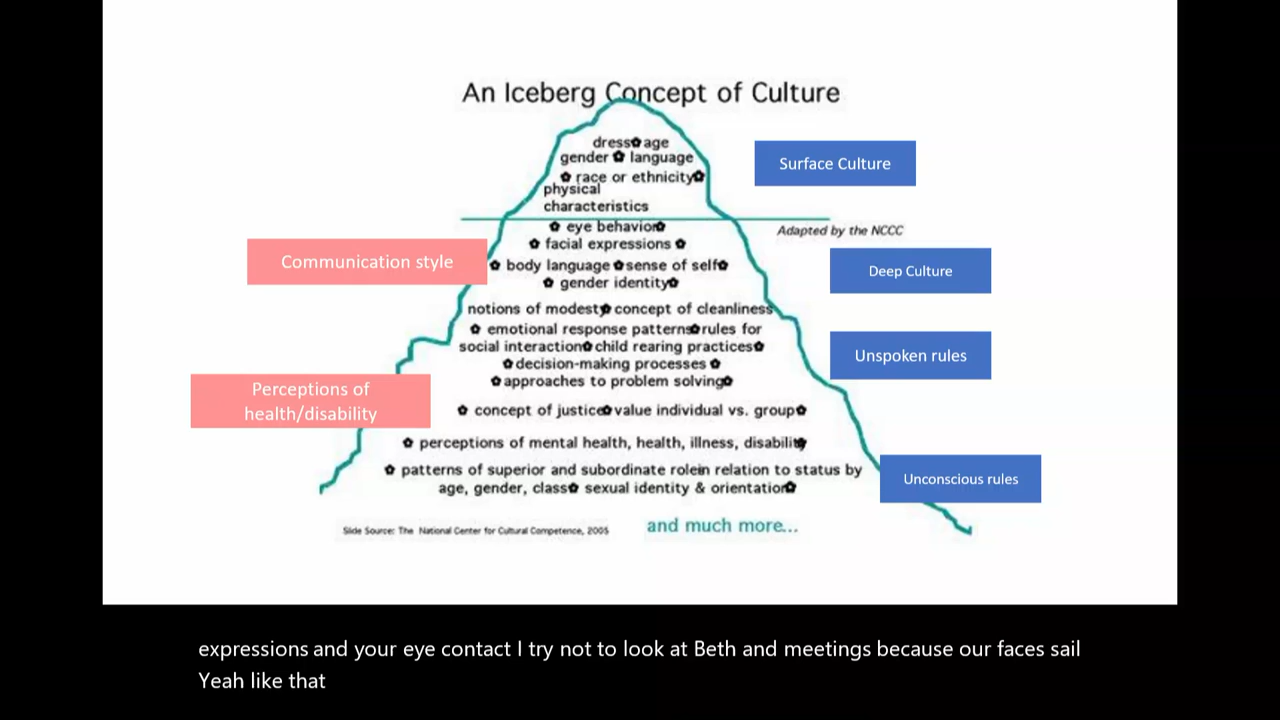 An Iceberg Concept of Culture
dress age
gender language
race or ethnicity
physical
characteristics
Surface Culture
eye behavior
Adapted by the NCCC
facial expressions
Communication style
body language sense of self
Deep Culture
gender identity
notions of modesty concept of cleanliness
emotional response patterns rules for
social interaction child rearing practices
Unspoken rules
decision-making processes
approaches to problem solving
Perceptions of
health/disability
concept of justice value individual vs. group
perceptions of mental health, health, illness, disability
patterns of superior and subordinate role in relation to status by
age, gender, class sexual identity & orientation
Unconscious rules
Slide Source: The National Center for Cultural Competence, 2005
and much more...
expressions and your eye contact I try not to look at Beth and meetings because our faces sail
Yeah like that